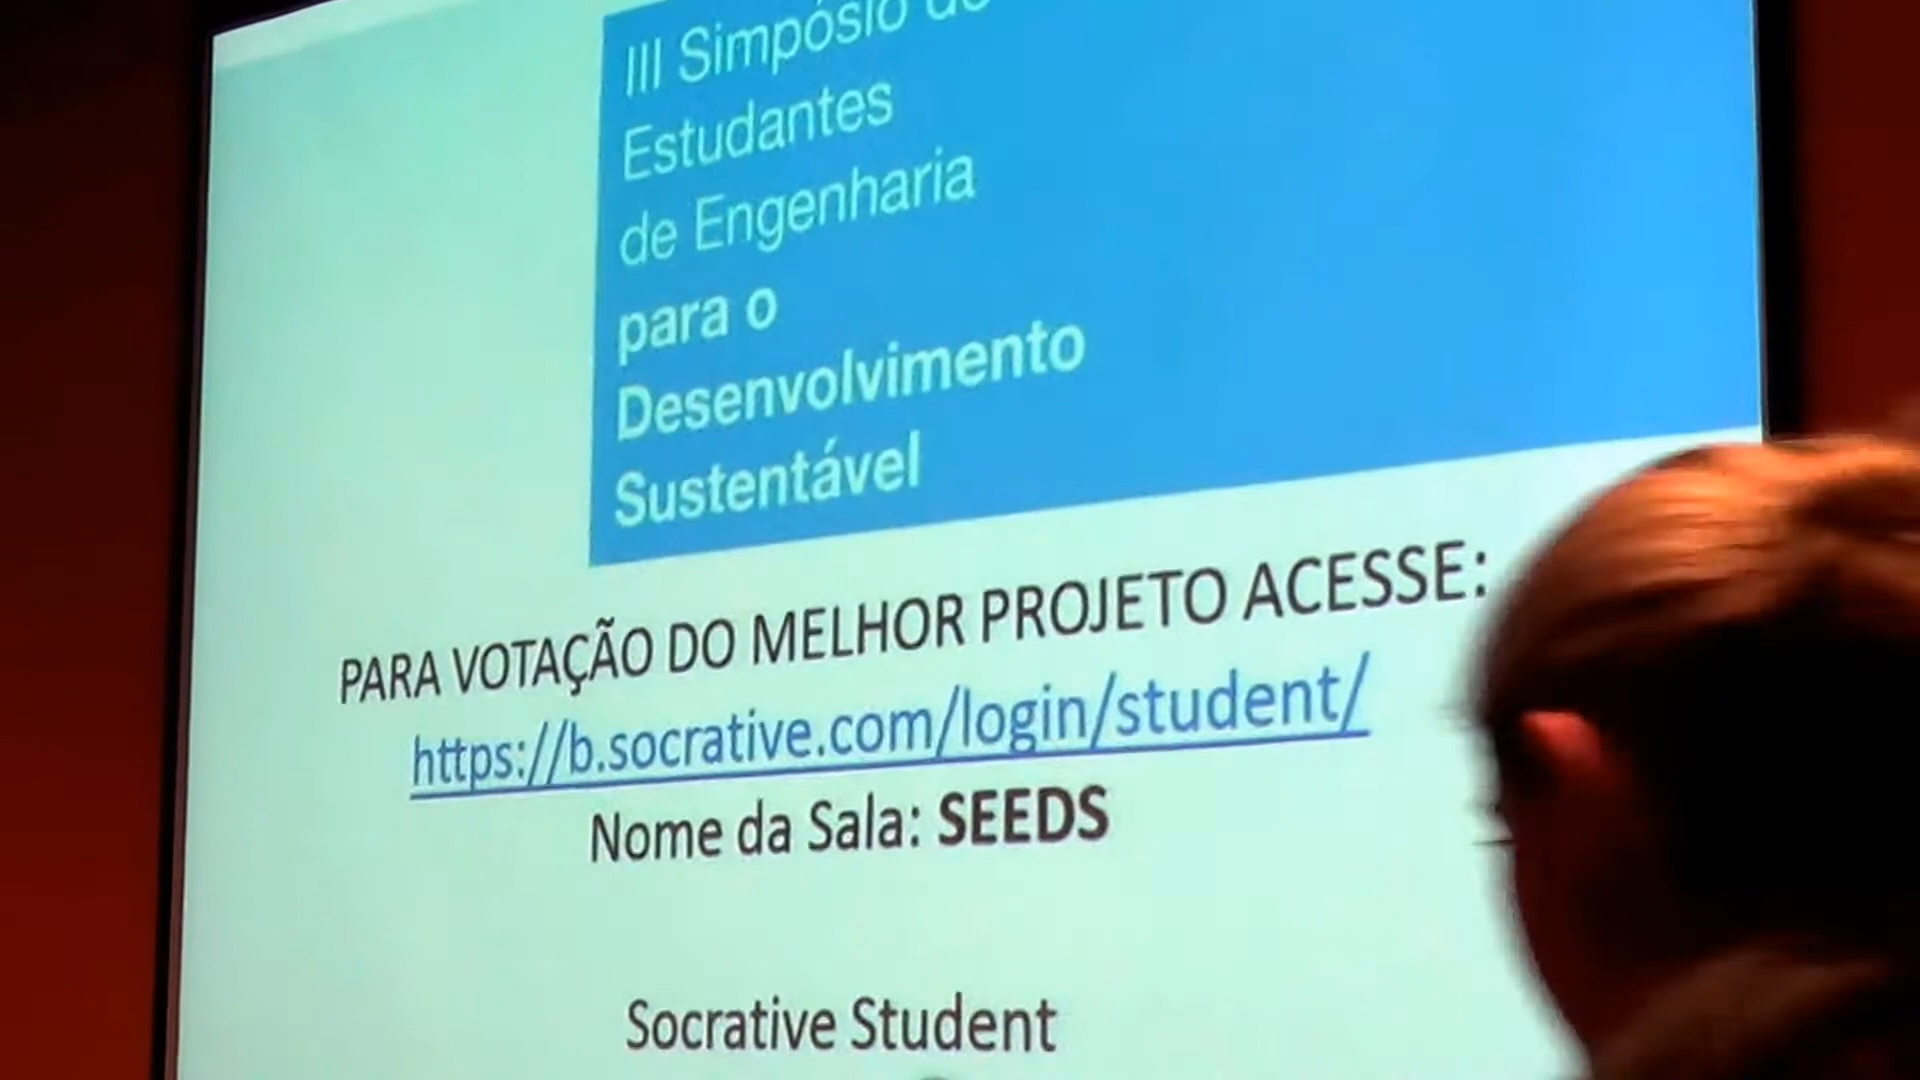 III Simpósio de
Estudantes
de Engenharia
para o
Desenvolvimento
Sustentável
PARA VOTAÇÃO DO MELHOR PROJETO ACESSE:
https://b.socrative.com/login/student/
Nome da Sala: SEEDS
Socrative Student